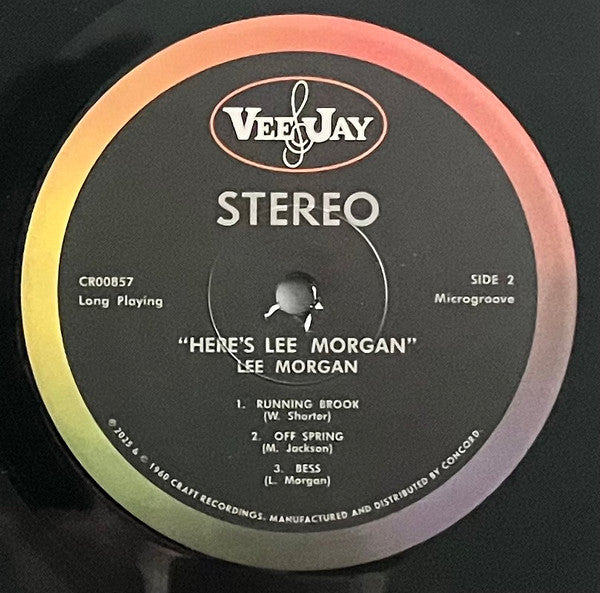 VEE JAY
STEREO
CR00857
Long Playing
SIDE 2
Microgroove
"HERE'S LEE MORGAN"
LEE MORGAN
1. RUNNING BROOK
(W. Shorter)
2. OFF SPRING
(M. Jackson)
3. BESS
(L. Morgan)
℗ 2025 & © 1960 CRAFT RECORDINGS. MANUFACTURED AND DISTRIBUTED BY CONCORD.